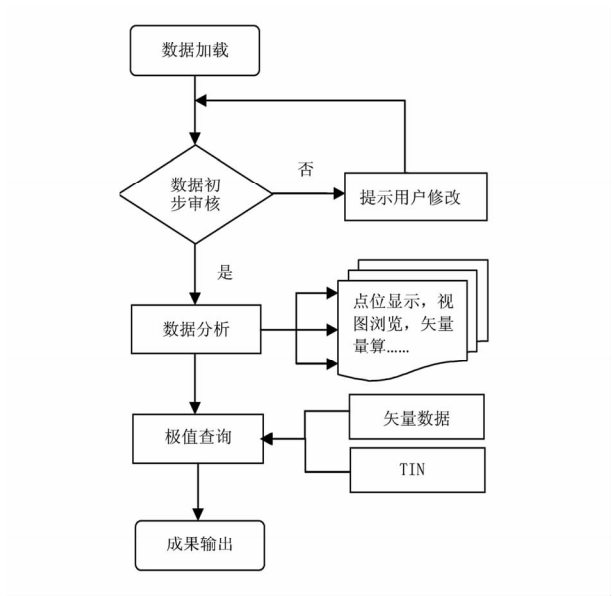 数据加载
否
数据初
步审核
提示用户修改
是
数据分析
点位显示，视
图浏览，矢量
量算……
矢量数据
极值查询
TIN
成果输出